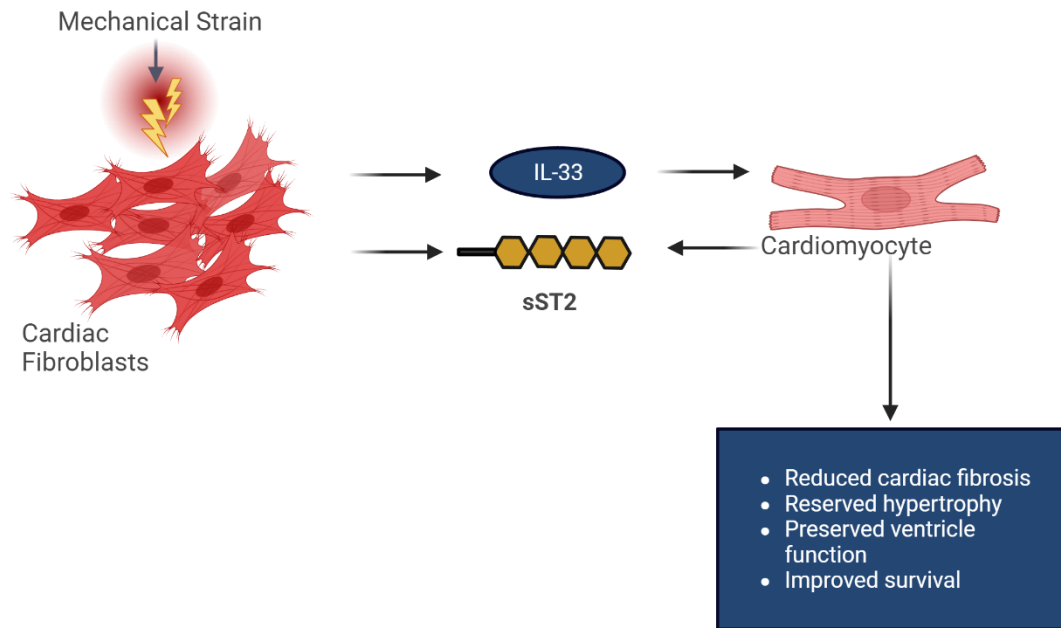 Mechanical Strain
IL-33
Cardiomyocyte
sST2
Cardiac
Fibroblasts
• Reduced cardiac fibrosis
• Reserved hypertrophy
• Preserved ventricle
function
• Improved survival